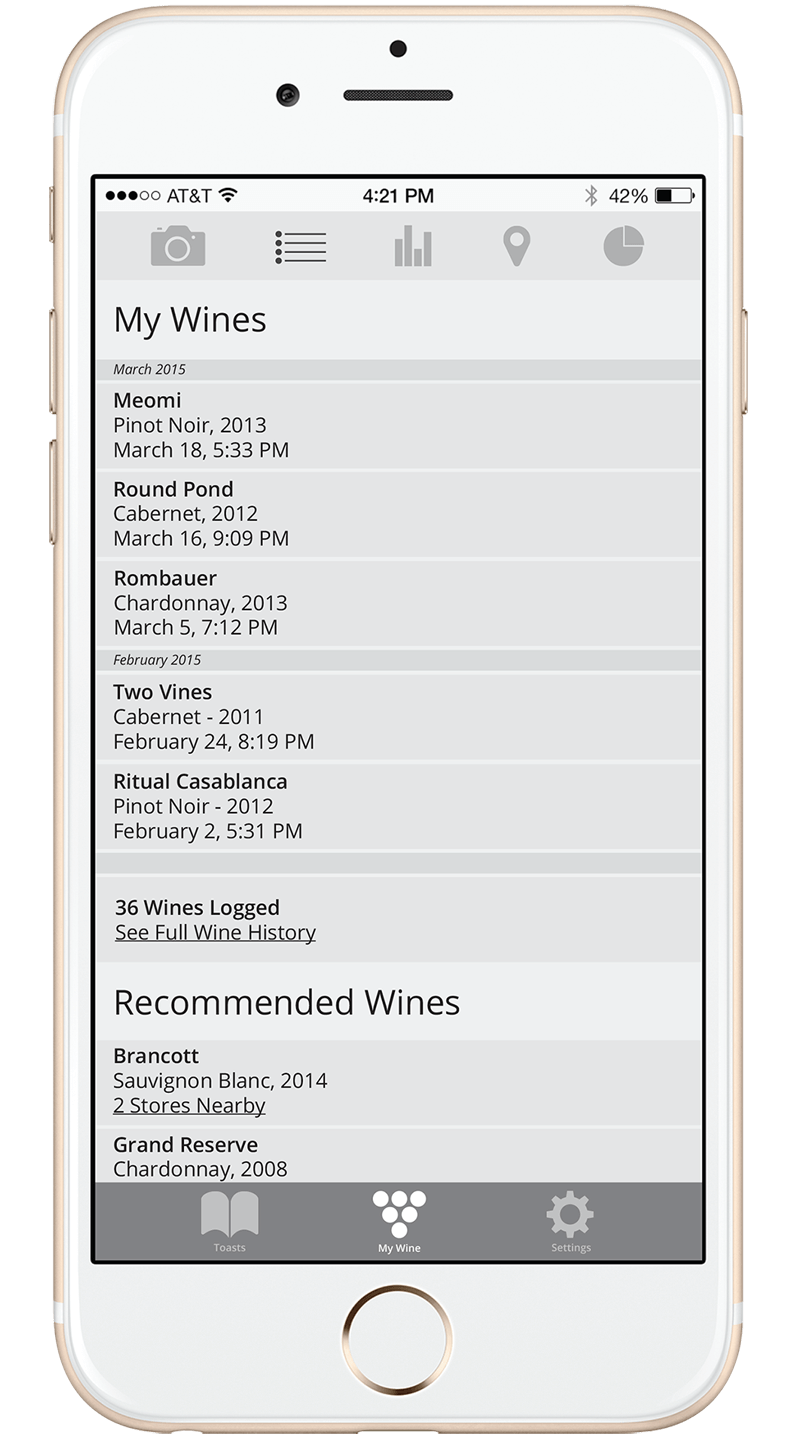 AT&T
4:21 PM
42%
My Wines
March 2015
Meomi
Pinot Noir, 2013
March 18, 5:33 PM
Round Pond
Cabernet, 2012
March 16, 9:09 PM
Rombauer
Chardonnay, 2013
March 5, 7:12 PM
February 2015
Two Vines
Cabernet - 2011
February 24, 8:19 PM
Ritual Casablanca
Pinot Noir - 2012
February 2, 5:31 PM
36 Wines Logged
See Full Wine History
Recommended Wines
Brancott
Sauvignon Blanc, 2014
2 Stores Nearby
Grand Reserve
Chardonnay, 2008
Toasts
My Wine
Settings